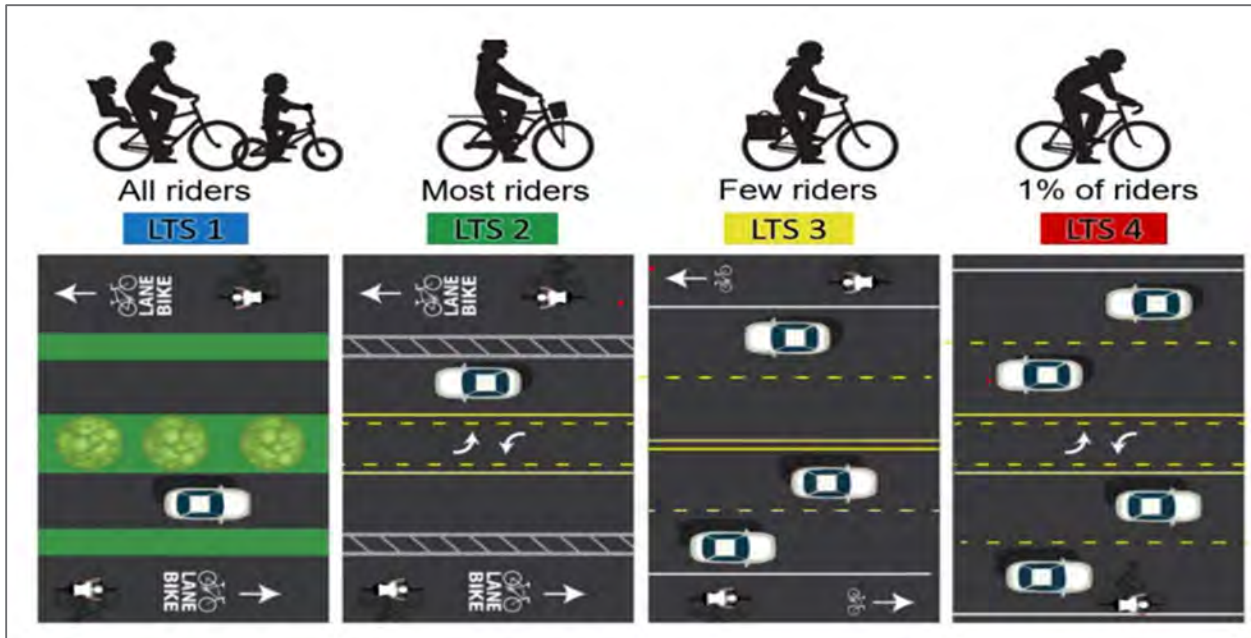 All riders
Most riders
Few riders
1% of riders
LTS 1
LTS 2
LTS 3
LTS 4
LANE
BIKE
LANE
BIKE
LANE
BIKE
LANE
BIKE